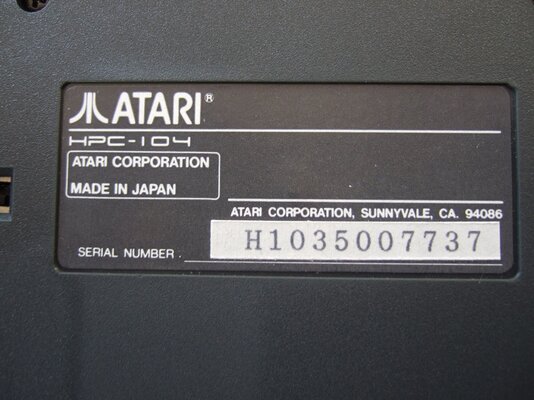 ATARI®
HPC-104
ATARI CORPORATION
MADE IN JAPAN
ATARI CORPORATION, SUNNYVALE, CA. 94086
SERIAL NUMBER. H1035007737